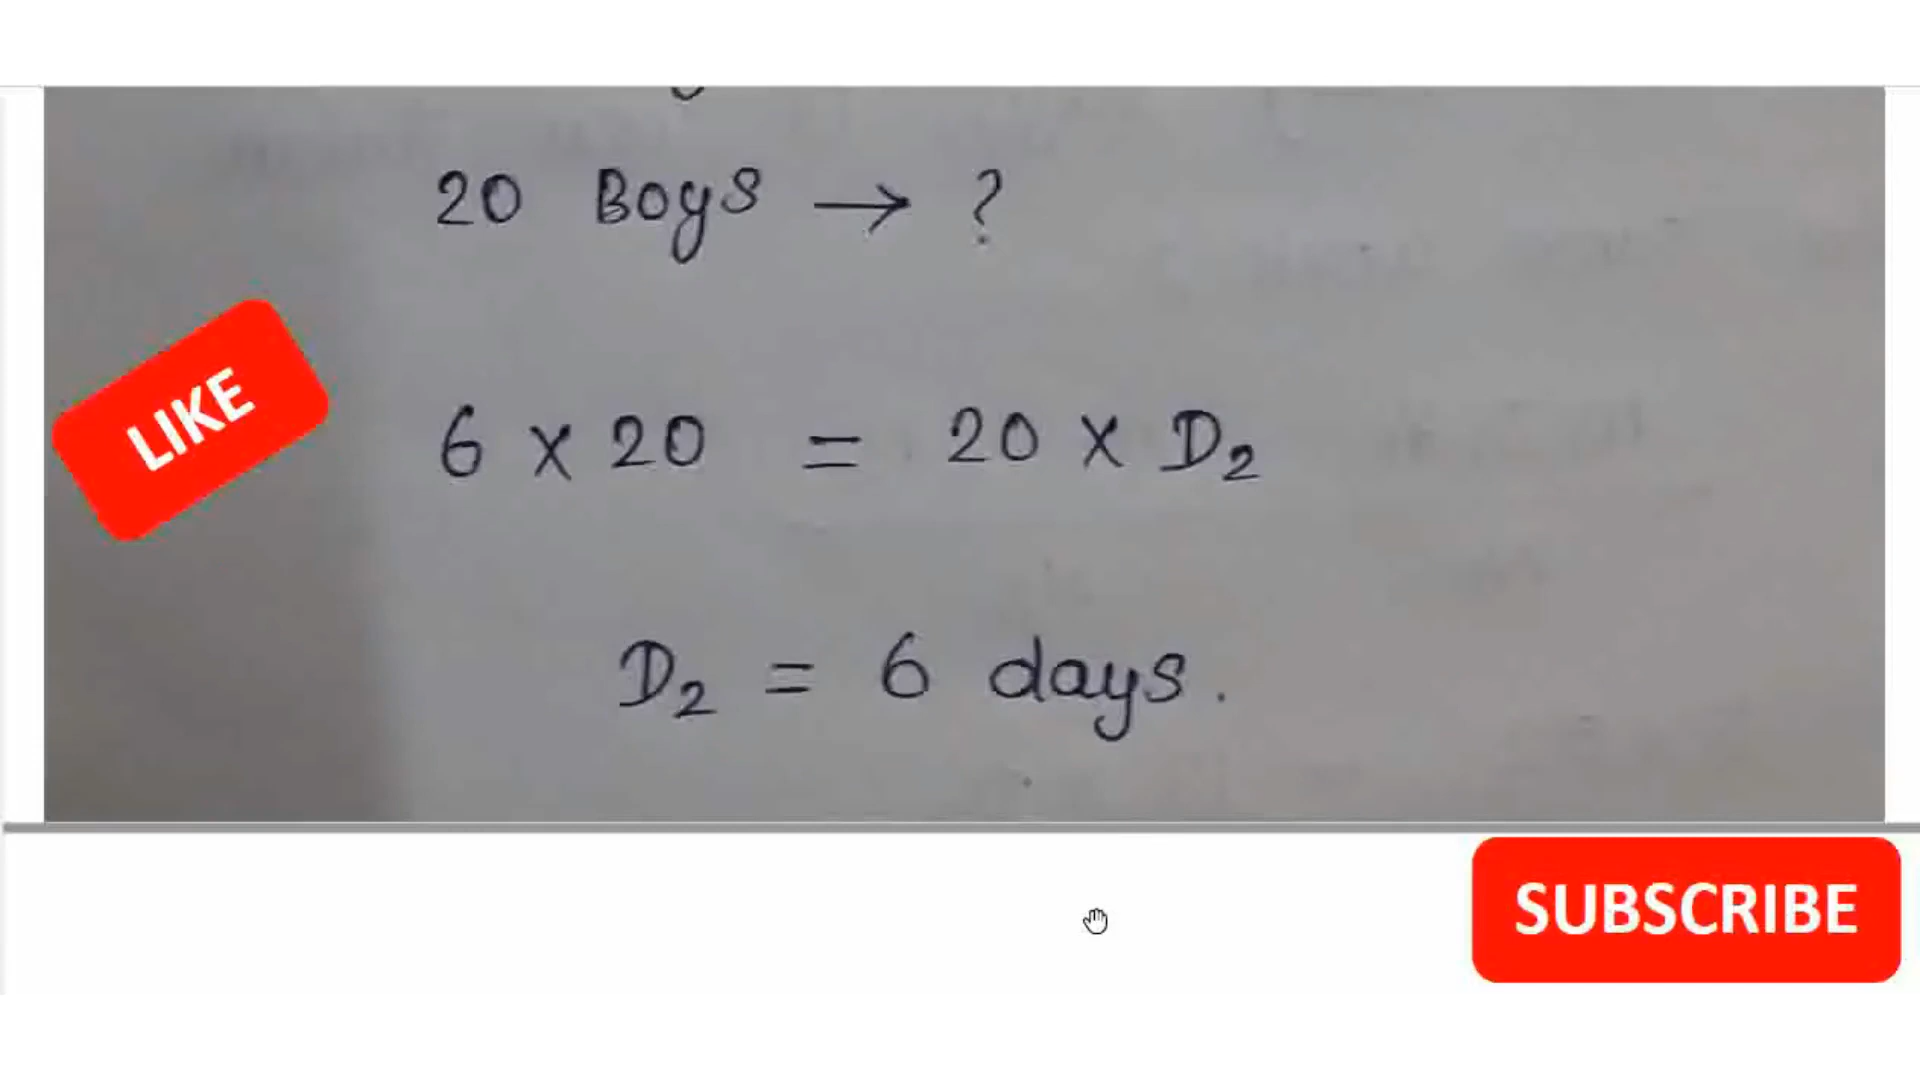 20 Boys → ?
LIKE
6 x 20 = 20 x D₂
D₂ = 6 days.
SUBSCRIBE